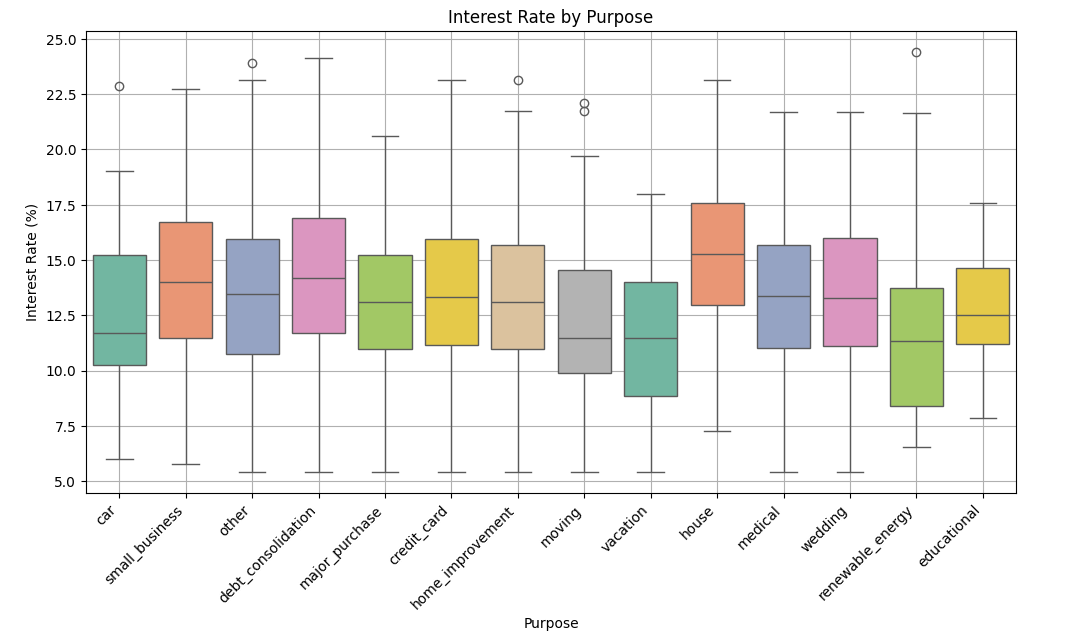 Interest Rate by Purpose
Interest Rate (%)
25.0
22.5
20.0
17.5
15.0
12.5
10.0
7.5
5.0
car
small_business
other
debt_consolidation
major_purchase
credit_card
home_improvement
moving
vacation
house
medical
wedding
renewable_energy
educational
Purpose